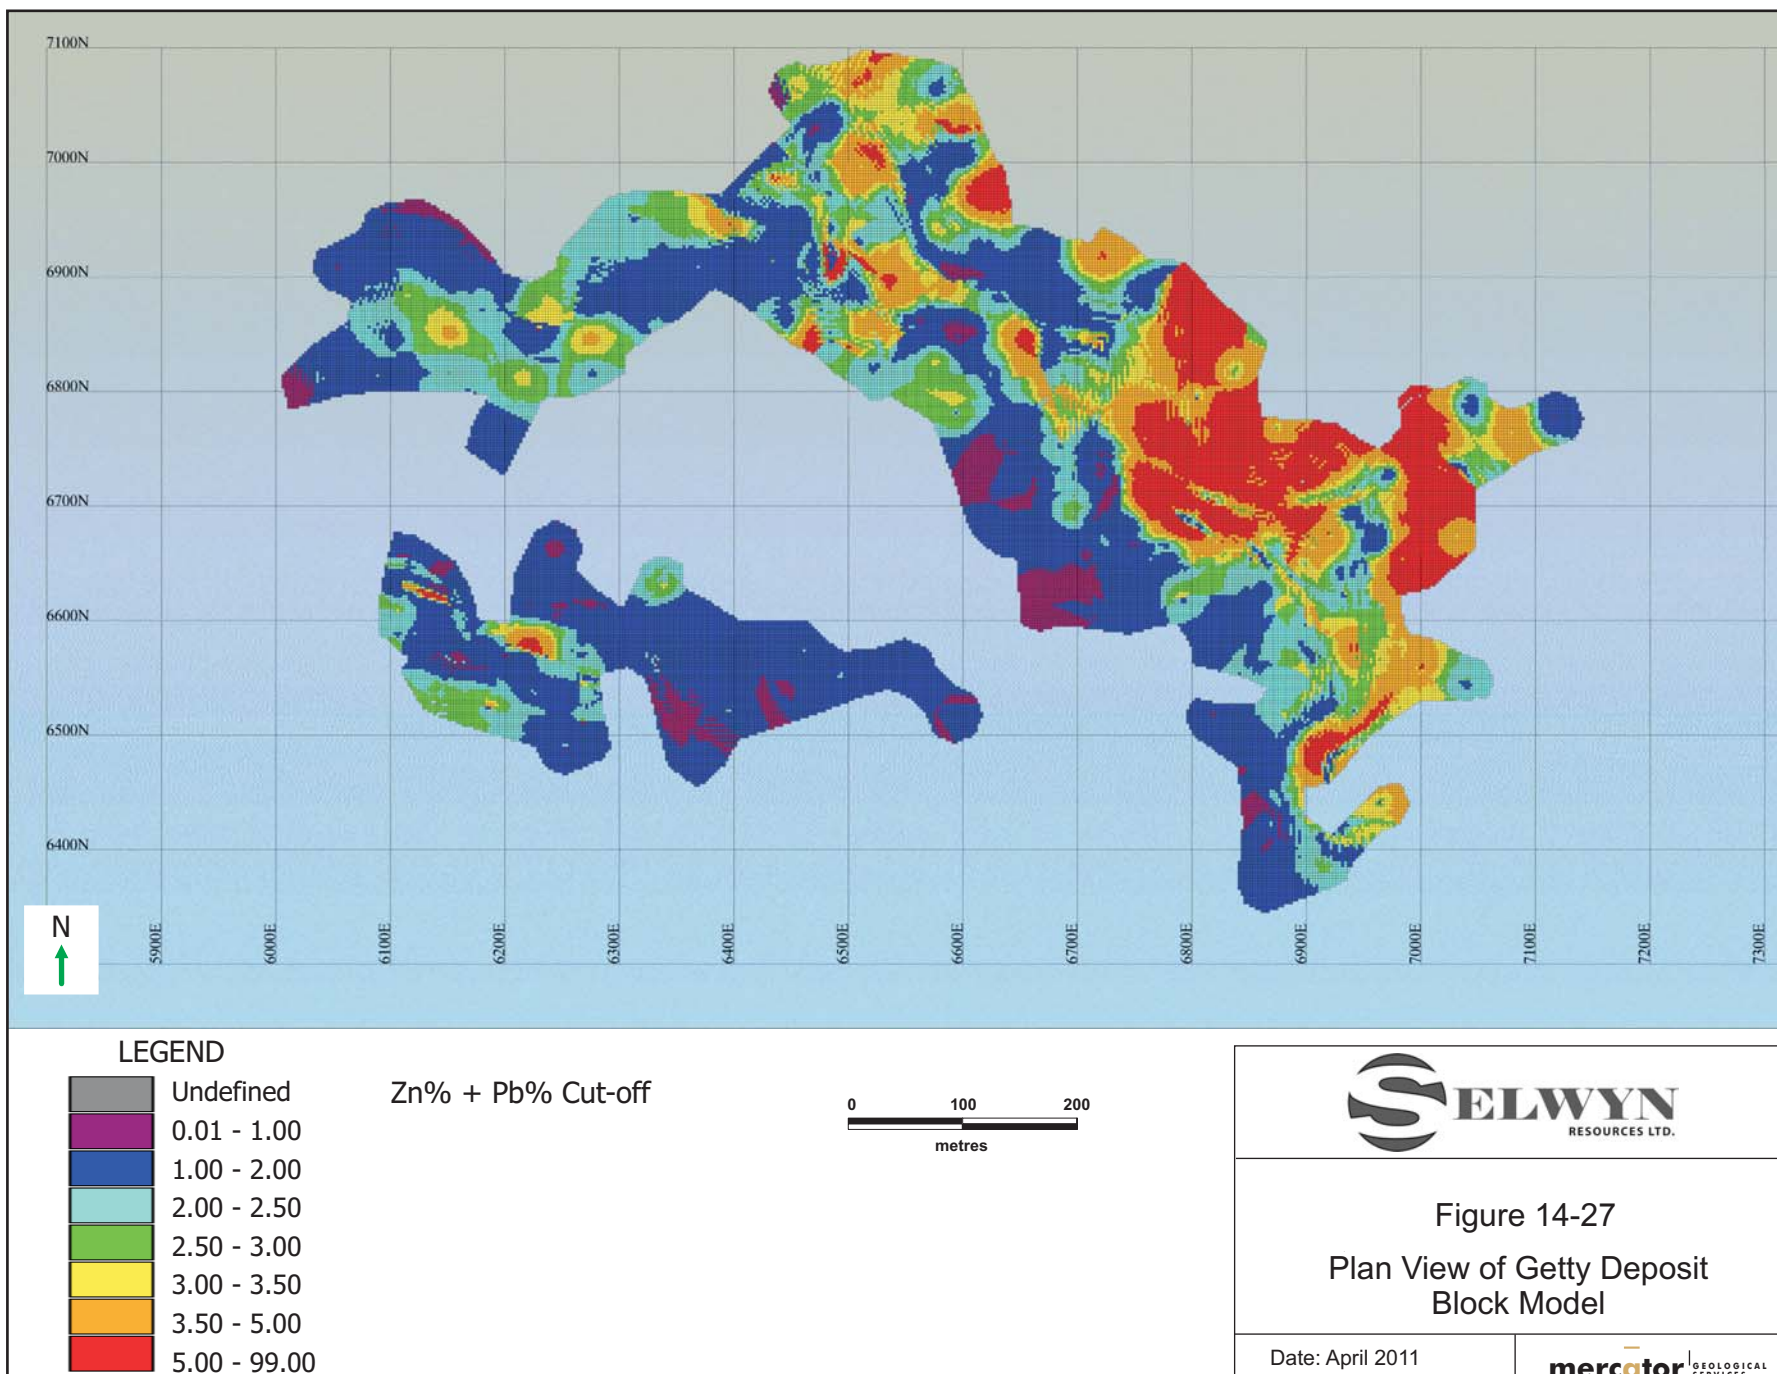 7100N
7000N
6900N
6800N
6700N
6600N
6500N
6400N
5900E
6000E
6100E
6200E
6300E
6400E
6500E
6600E
6700E
6800E
6900E
7000E
7100E
7200E
7300E
N
LEGEND
Undefined
0.01 - 1.00
1.00 - 2.00
2.00 - 2.50
2.50 - 3.00
3.00 - 3.50
3.50 - 5.00
5.00 - 99.00
Zn% + Pb% Cut-off
0 100 200
metres
SELWYN
RESOURCES LTD.
Figure 14-27
Plan View of Getty Deposit
Block Model
Date: April 2011
mercator GEOLOGICAL
SERVICES